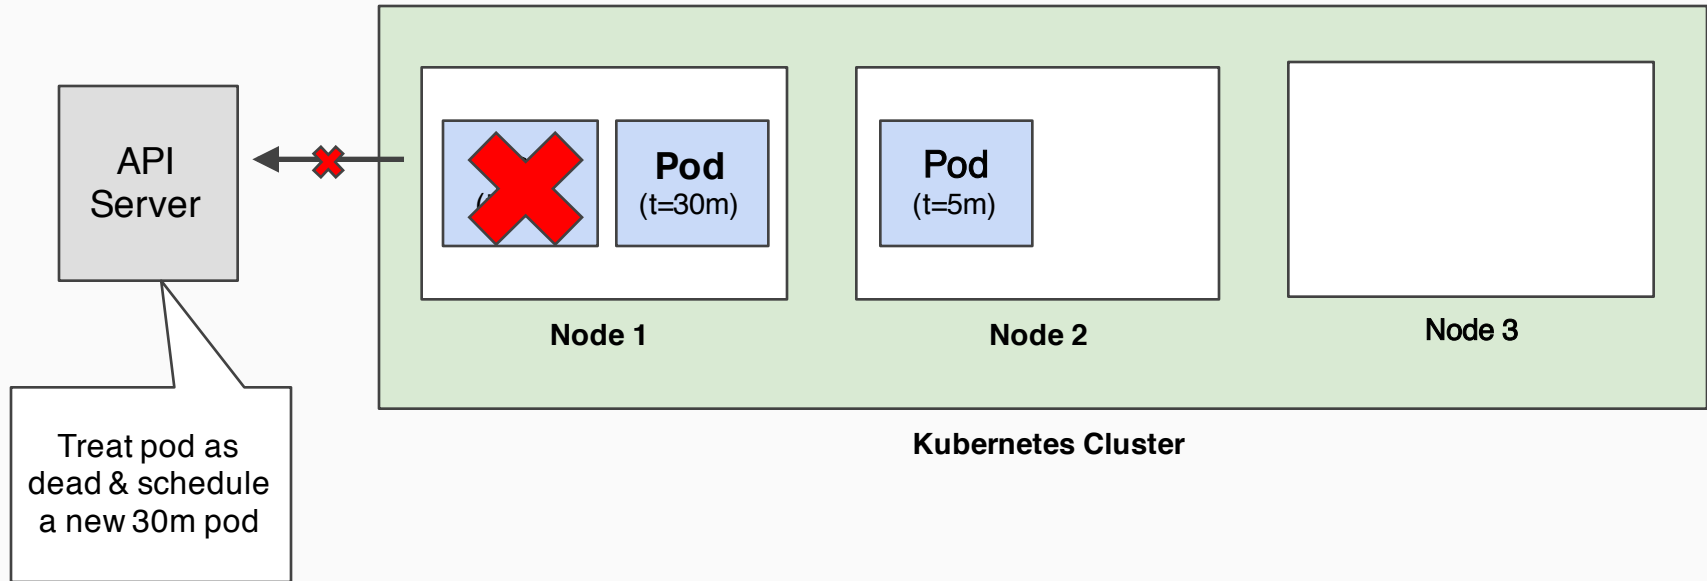 API
Server
Pod
(t=30m)
Pod
(t=5m)
Node 1
Node 2
Node 3
Kubernetes Cluster
Treat pod as
dead & schedule
a new 30m pod